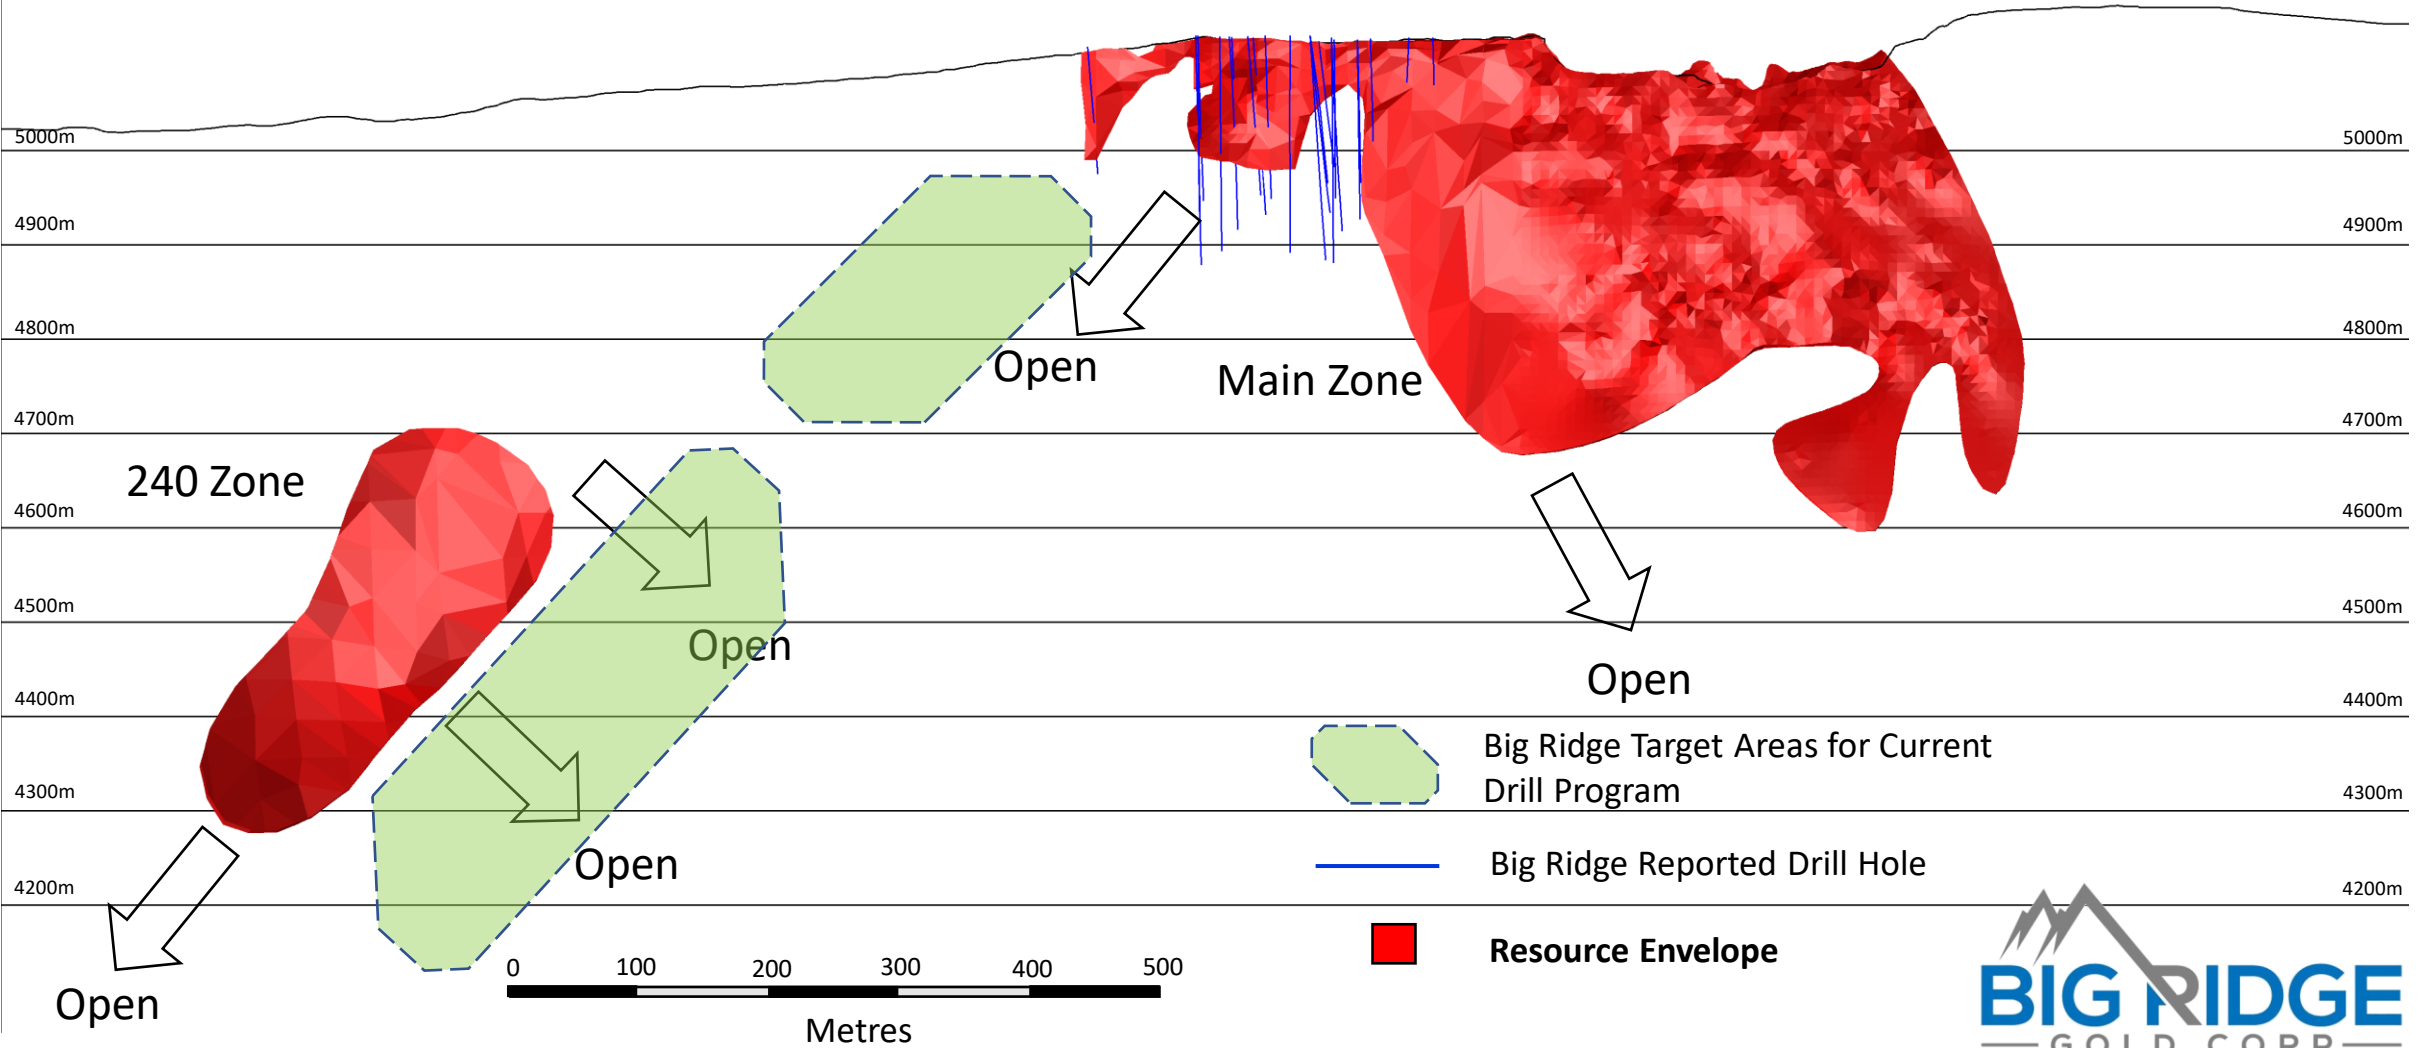 5000m
5000m
4900m
4900m
4800m
4800m
Open
Main Zone
4700m
4700m
240 Zone
4600m
4600m
4500m
4500m
Open
Open
4400m
4400m
Big Ridge Target Areas for Current
Drill Program
4300m
4300m
Open
Big Ridge Reported Drill Hole
4200m
4200m
Resource Envelope
0 100 200 300 400 500
Open
Metres
BIG RIDGE
GOLD CORP